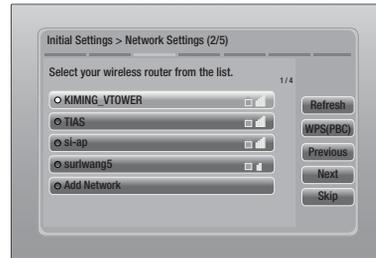 Initial Settings > Network Settings (2/5)
Select your wireless router from the list.
1/4
KIMING_VTOWER
TIAS
si-ap
surlwang5
Add Network
Refresh
WPS(PBC)
Previous
Next
Skip